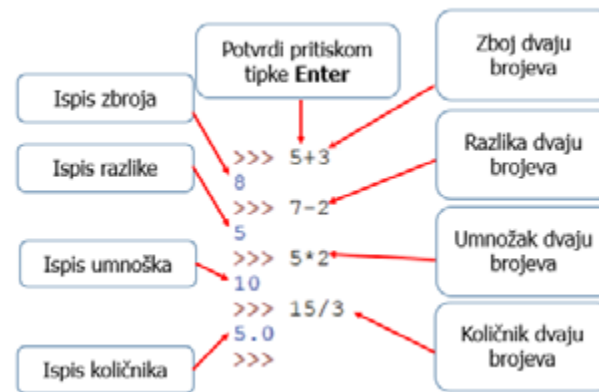 Potvrdi pritiskom
tipke Enter
Zboj dvaju
brojeva
Ispis zbroja
>>> 5+3
8
Razlika dvaju
brojeva
Ispis razlike
>>> 7-2
5
Umnožak dvaju
brojeva
Ispis umnoška
>>> 5*2
10
>>> 15/3
Količnik dvaju
brojeva
Ispis količnika
5.0
>>>